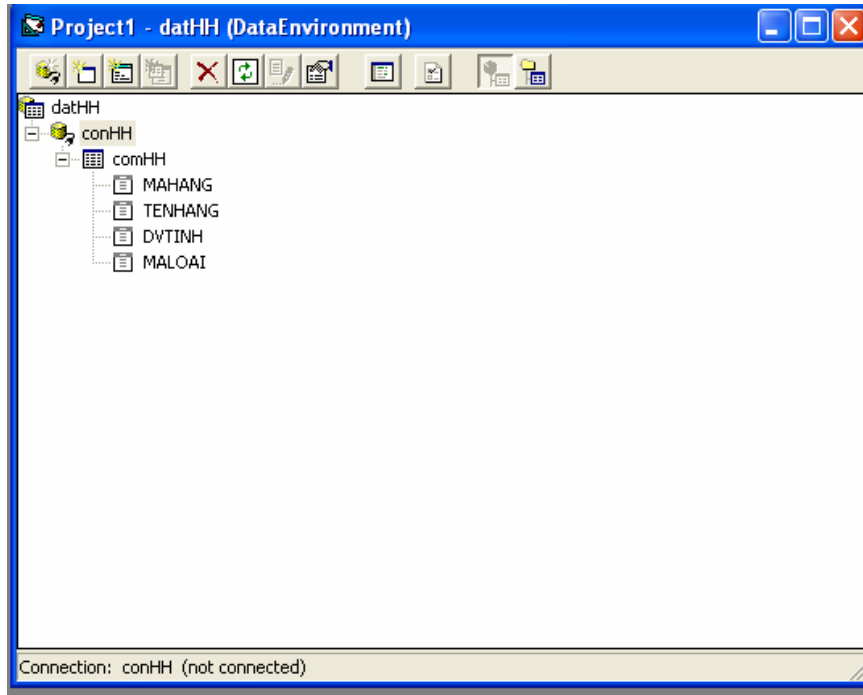 Project1 - datHH (DataEnvironment)
datHH
conHH
comHH
MAHANG
TENHANG
DVTINH
MALOAI
Connection: conHH (not connected)